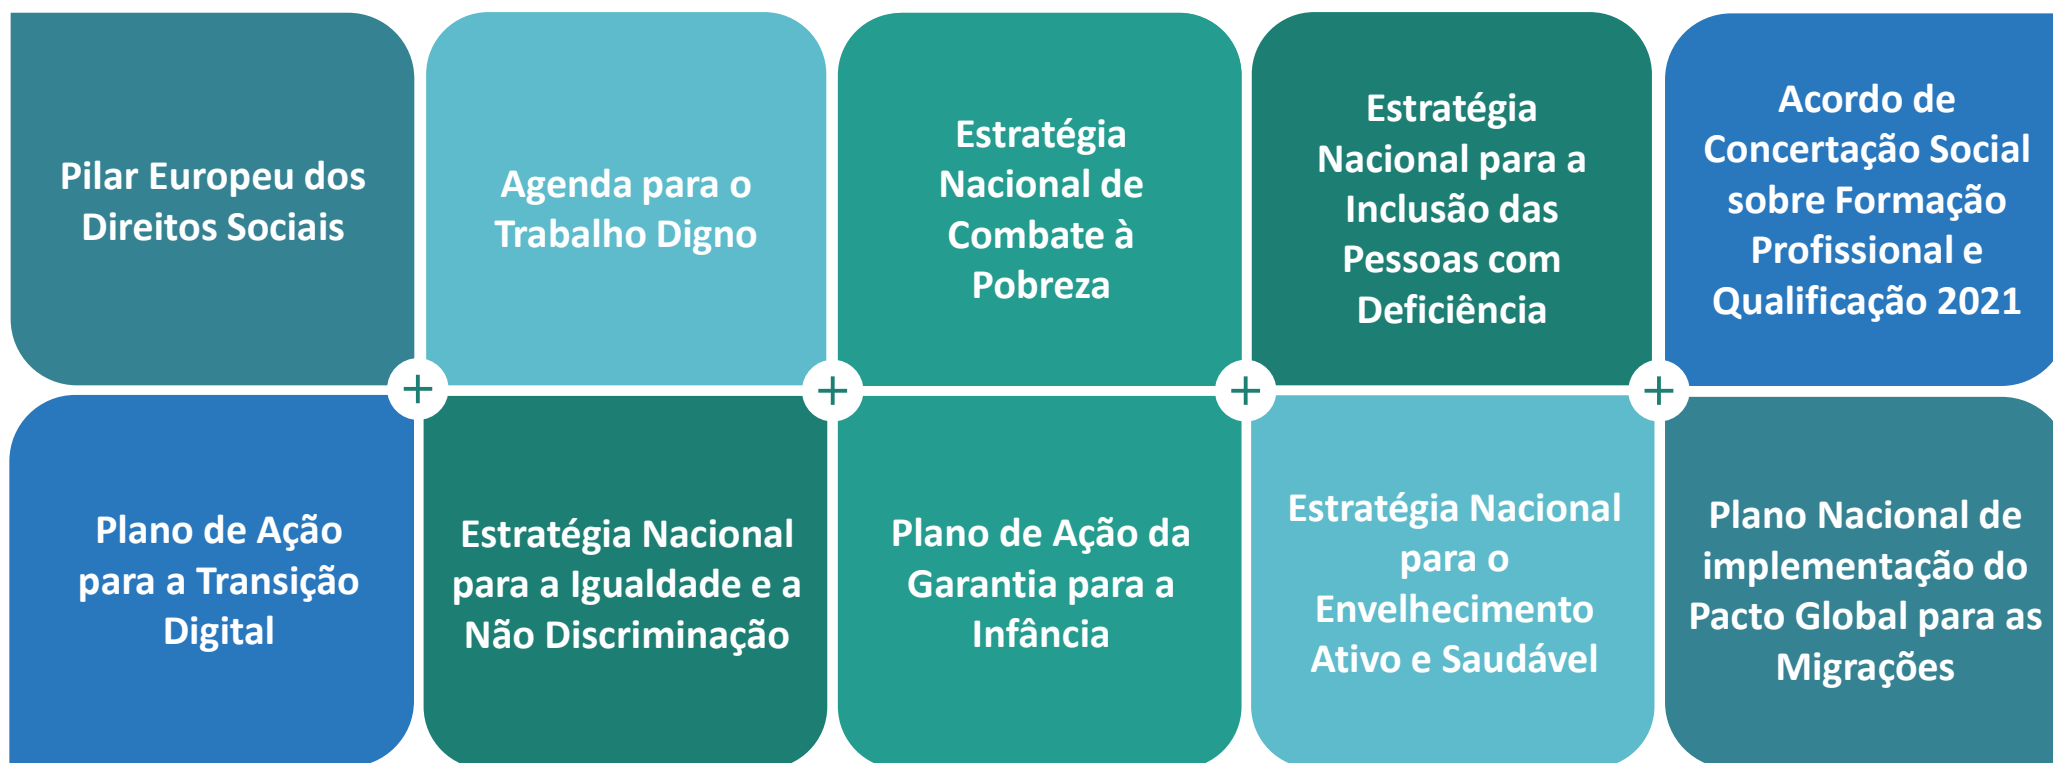 Pilar Europeu dos
Direitos Sociais
Agenda para o
Trabalho Digno
Estratégia
Nacional de
Combate à
Pobreza
Estratégia
Nacional para a
Inclusão das
Pessoas com
Deficiência
Acordo de
Concertação Social
sobre Formação
Profissional e
Qualificação 2021
Plano de Ação
para a Transição
Digital
Estratégia Nacional
para a Igualdade e a
Não Discriminação
Plano de Ação da
Garantia para a
Infância
Estratégia Nacional
para o
Envelhecimento
Ativo e Saudável
Plano Nacional de
implementação do
Pacto Global para as
Migrações